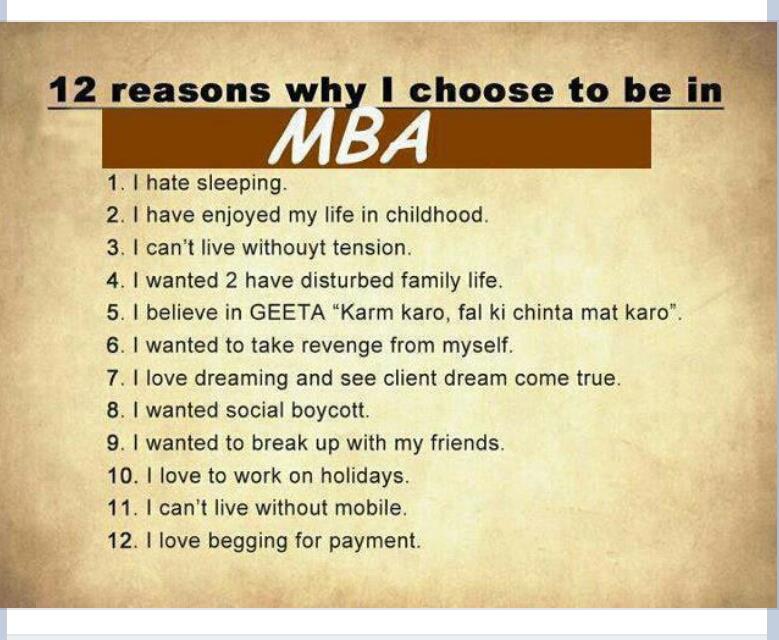 12 reasons why I choose to be in
MBA
1. I hate sleeping.
2. I have enjoyed my life in childhood.
3. I can't live withouyt tension.
4. I wanted 2 have disturbed family life.
5. I believe in GEETA “Karm karo, fal ki chinta mat karo”.
6. I wanted to take revenge from myself.
7. I love dreaming and see client dream come true.
8. I wanted social boycott.
9. I wanted to break up with my friends.
10. I love to work on holidays.
11. I can't live without mobile.
12. I love begging for payment.